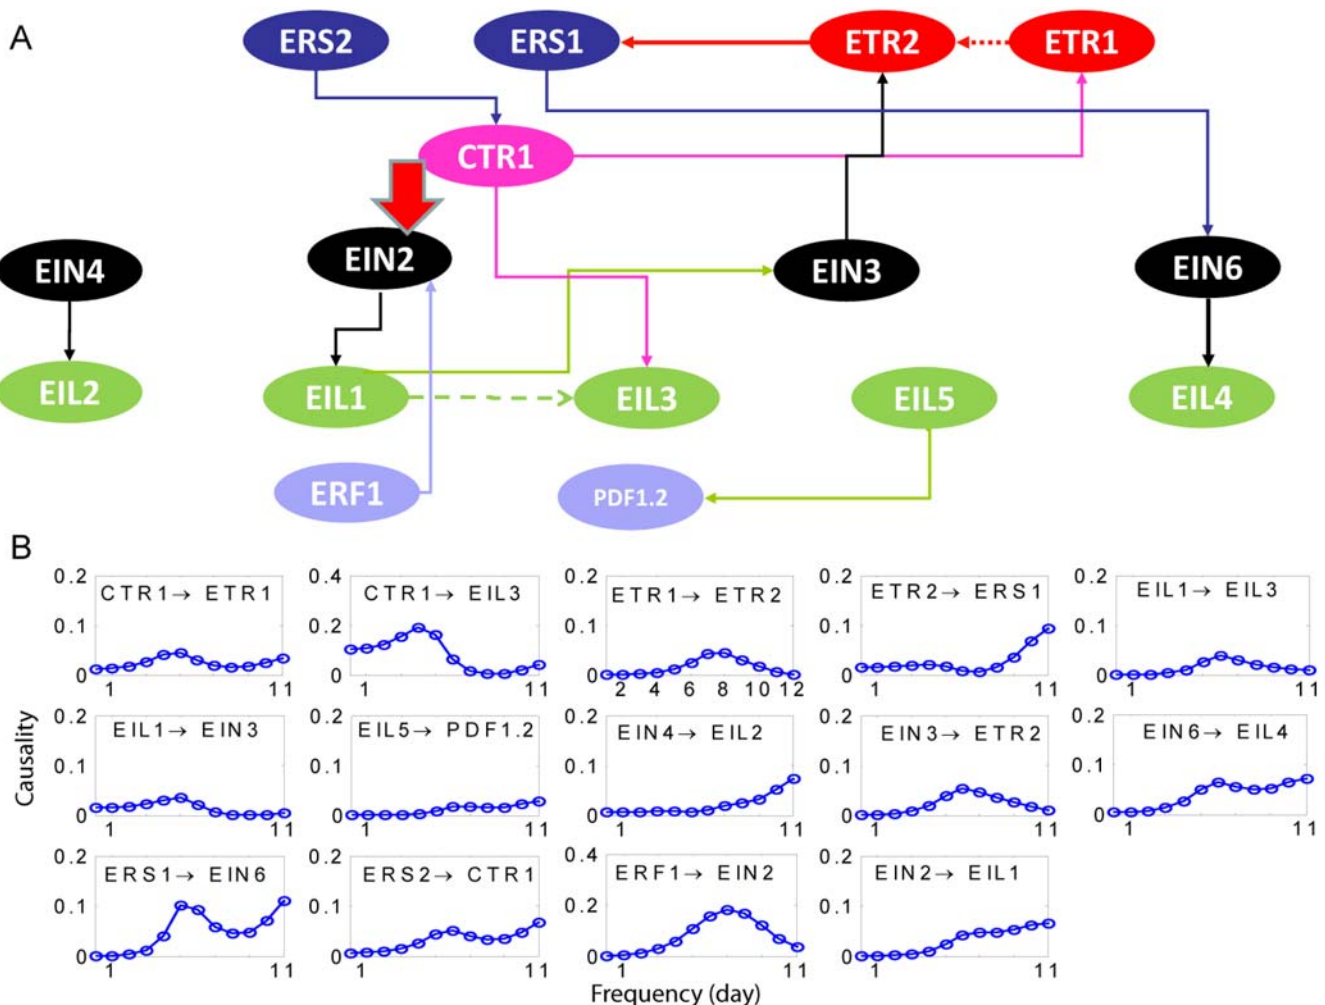 A
ERS2 ERS1 ETR2 ETR1
CTR1
EIN4 EIN2 EIN3 EIN6
EIL2 EIL1 EIL3 EIL5 EIL4
ERF1 PDF1.2
B
Causality
0.2 0.1 0 CTR1→ ETR1 1 11
0.4 0.2 0 CTR1→ EIL3 1 11
0.2 0.1 0 ETR1→ ETR2 2 4 6 8 10 12
0.2 0.1 0 ETR2→ ERS1 1 11
0.2 0.1 0 EIL1→ EIL3 1 11
0.2 0.1 0 EIL1→ EIN3 1 11
0.2 0.1 0 EIL5→ PDF1.2 1 11
0.2 0.1 0 EIN4→ EIL2 1 11
0.2 0.1 0 EIN3→ ETR2 1 11
0.2 0.1 0 EIN6→ EIL4 1 11
0.2 0.1 0 ERS1→ EIN6 1 11
0.2 0.1 0 ERS2→ CTR1 1 11
0.4 0.2 0 ERF1→ EIN2 1 11
0.2 0.1 0 EIN2→ EIL1 1 11
Frequency (day)